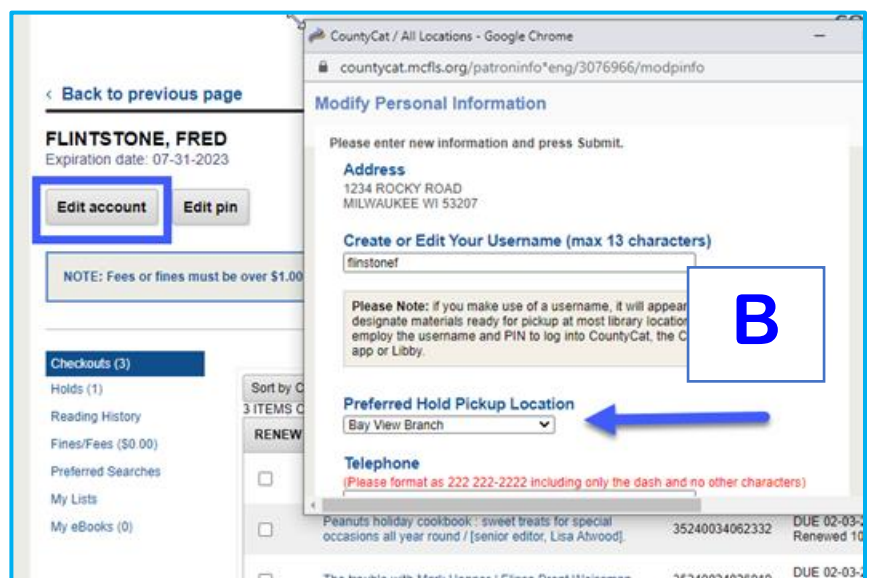 < Back to previous page
FLINTSTONE, FRED
Expiration date: 07-31-2023
Edit account
Edit pin
NOTE: Fees or fines must be over $1.00
Checkouts (3)
Holds (1)
Reading History
Fines/Fees ($0.00)
Preferred Searches
My Lists
My eBooks (0)
Sort by
3 ITEMS
RENEW
CountyCat / All Locations - Google Chrome
countycat.mcfls.org/patroninfo*eng/3076966/modpinfo
Modify Personal Information
Please enter new information and press Submit.
Address
1234 ROCKY ROAD
MILWAUKEE WI 53207
Create or Edit Your Username (max 13 characters)
flinstonef
Please Note: if you make use of a username, it will appear
designate materials ready for pickup at most library
employ the username and PIN to log into CountyCat, the
app or Libby.
B
Preferred Hold Pickup Location
Bay View Branch
Telephone
(Please format as 222 222-2222 including only the dash and no other characters)
Peanuts holiday cookbook : sweet treats for special
occasions all year round / [senior editor, Lisa Atwood].
35240034062332
DUE 02-03-
Renewed 10
DUE 02-03-